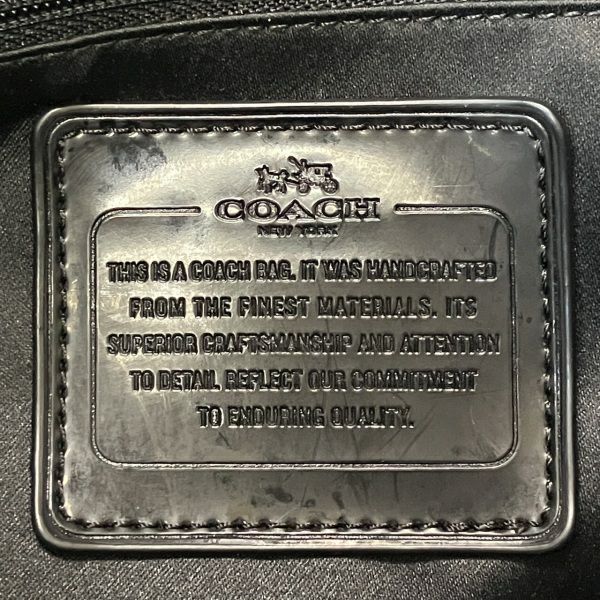 COACH
NEW YORK
THIS IS A COACH BAG. IT WAS HANDCRAFTED
FROM THE FINEST MATERIALS. ITS
SUPERIOR CRAFTSMANSHIP AND ATTENTION
TO DETAIL REFLECT OUR COMMITMENT
TO ENDURING QUALITY.